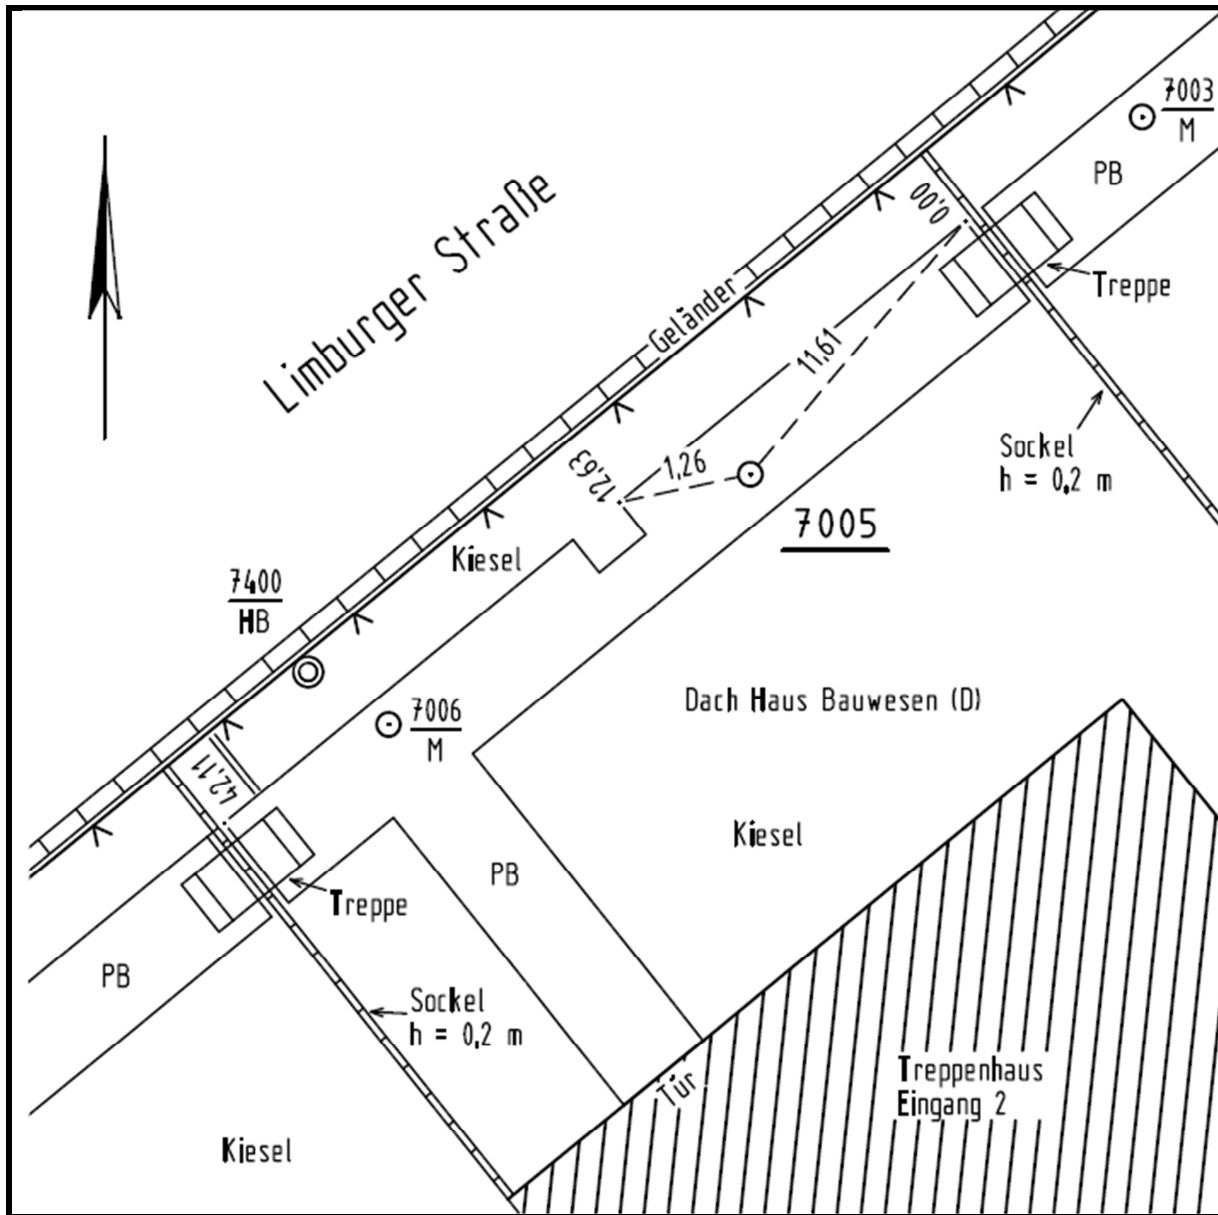 7003
M
PB
Limburger Straße
0,00
Treppe
Geländer
11,61
Sockel
h = 0,2 m
1,26
12,63
7005
Kiesel
7400
HB
Dach Haus Bauwesen (D)
7006
M
42,11
Kiesel
PB
Treppe
PB
Sockel
h = 0,2 m
Tür
Treppenhaus
Eingang 2
Kiesel